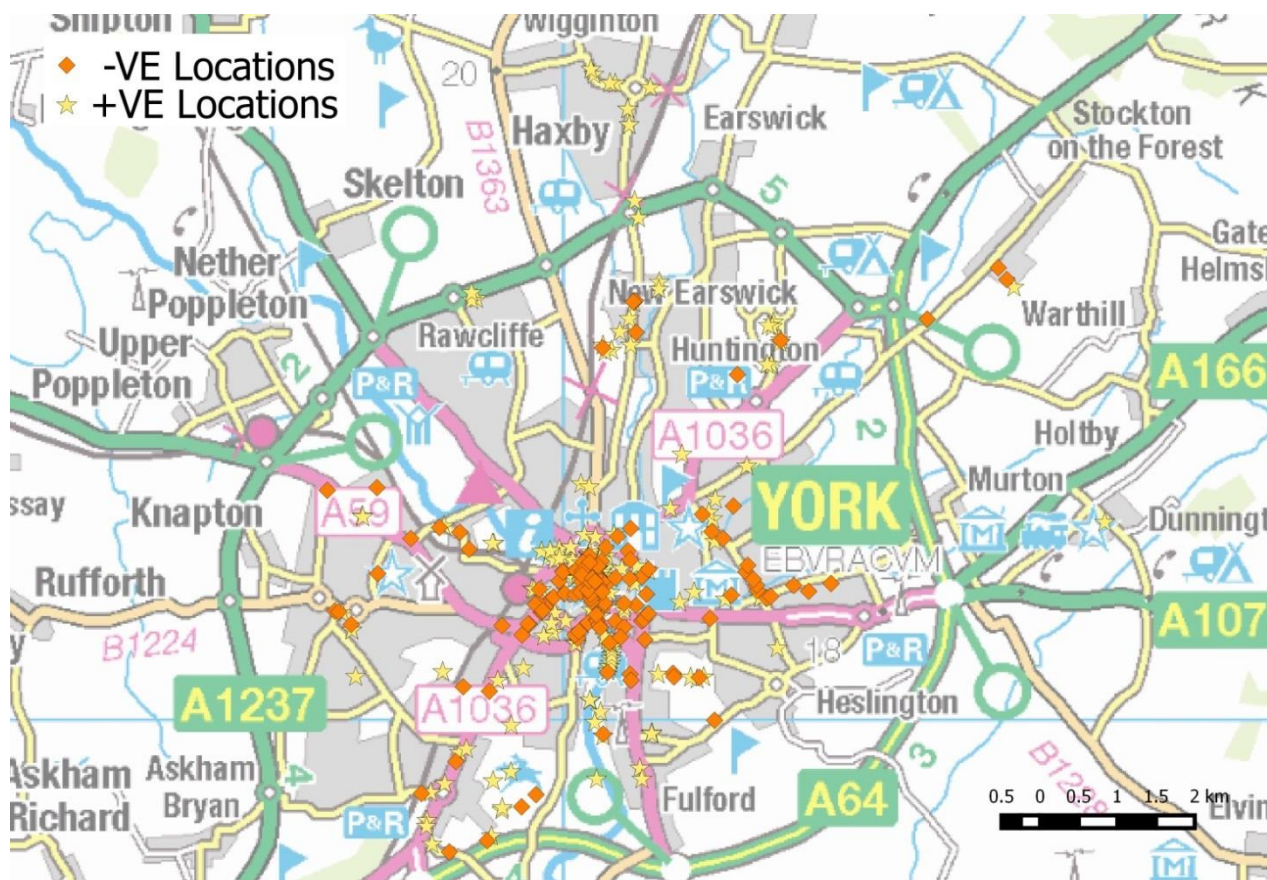 Shipton
Wigginton
-VE Locations
+VE Locations
20
Haxby
Earswick
Stockton
on the Forest
B1363
5
Skelton
Nether
Poppleton
New Earswick
Gate
Helmsl
Upper
Poppleton
2
Rawcliffe
Huntington
Warthill
P&R
P&R
A166
A1036
2
Holtby
Knapton
A59
YORK
Murton
Dunningt
EBVRACVM
Rufforth
B1224
A107
18
P&R
A1237
A1036
Heslington
3
Askham
Richard
Askham
Bryan
4
P&R
Fulford
A64
0.5 0 0.5 1 1.5 2 km
Elvin